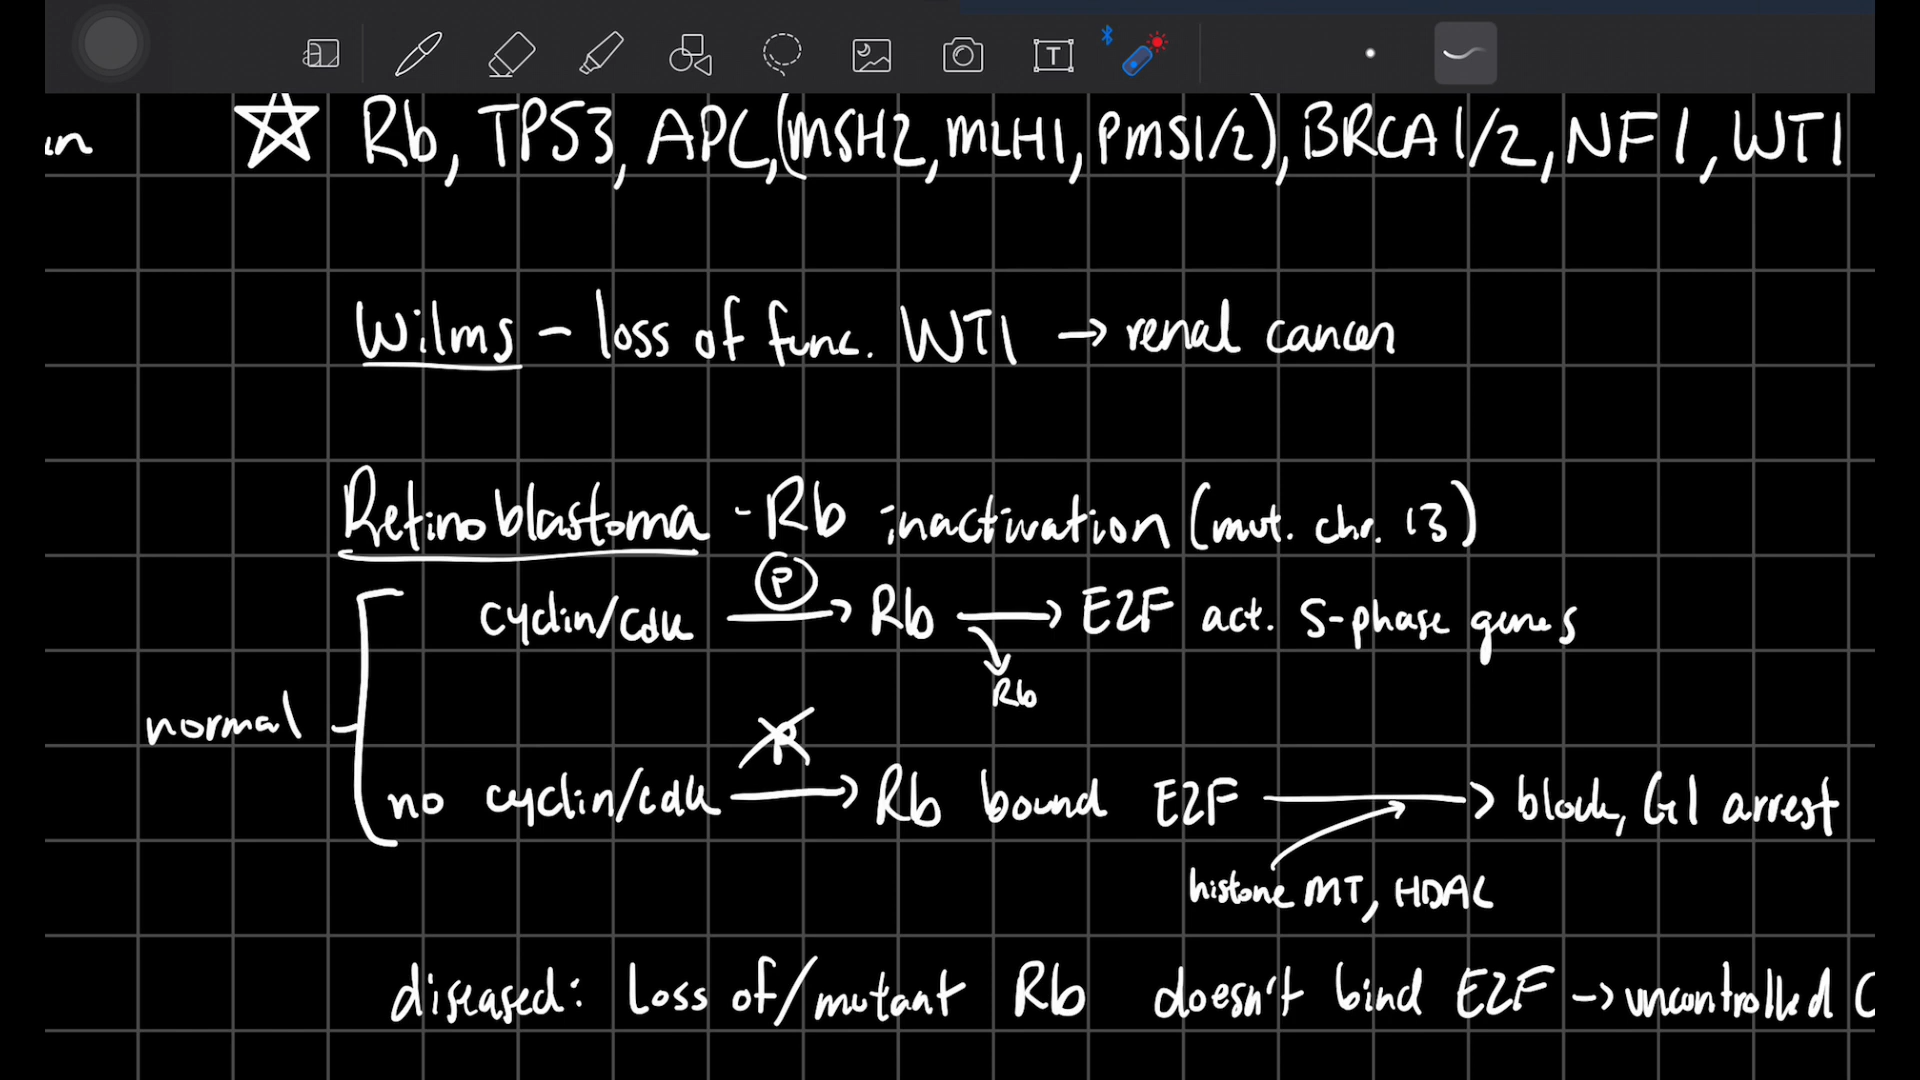 un ☆ Rb, TP53, APC, (MSH2, MLH1, PMS1/2), BRCA1/2, NF1, WT1
Wilms - loss of func. WT1 → renal cancer
Retinoblastoma - Rb inactivation (mut. chr. 13)
P
cyclin/cdk → Rb → E2F act. S-phase genes
Rb
normal
P
no cyclin/cdk → Rb bound E2F → block, G1 arrest
histone MT, HDAC
diseased: Loss of/mutant Rb doesn't bind E2F → uncontrolled C